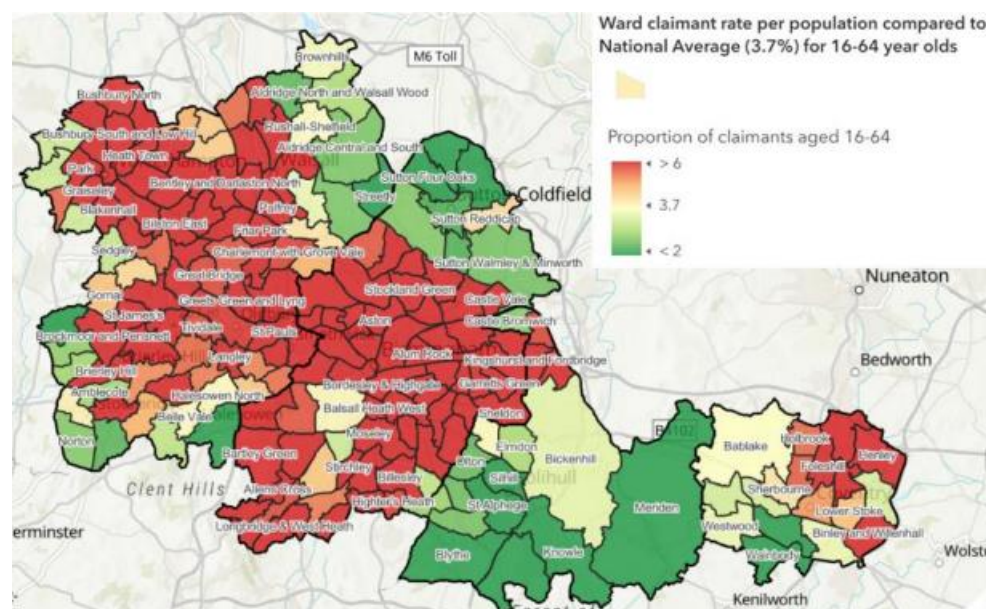 Ward claimant rate per population compared to
National Average (3.7%) for 16-64 year olds
Proportion of claimants aged 16-64
> 6
3.7
< 2
M6 Toll
Brownhills
Bushbury North
Aldridge North and Walsall Wood
Rushall-Shelfield
Bushbury South and Low Hill
Aldridge Central and South
Heath Town
Park
Sutton Four Oaks
Bentley and Darlaston North
Graiseley
Streetly
Coldfield
Blakenhall
Palfrey
Sutton Reddicap
Bilston East
Friar Park
Sedgley
Charlemont with Grove Vale
Sutton Walmley & Minworth
Great Bridge
Nuneaton
Stockland Green
Gornal
Greets Green and Lyng
Castle Vale
St James's
Aston
Castle Bromwich
Tividale
St Pauls
Brockmoor and Pensnett
Langley
Alum Rock
Kingshurst and Fordbridge
Bedworth
Brierley Hill
Garretts Green
Bordesley & Highgate
Amblecote
Halesowen North
Balsall Heath West
Sheldon
Belle Vale
Moseley
Norton
Elmdon
B4102
Bablake
Holbrook
Bartley Green
Olton
Bickenhill
Henley
Stirchley
Foleshill
Clent Hills
Billesley
Silhill
Sherbourne
Allens Cross
Highter's Heath
St Alphege
Meriden
Lower Stoke
Longbridge & West Heath
Westwood
Binley and Willenhall
erminster
Blythe
Knowle
Wainbody
Wolst
Kenilworth